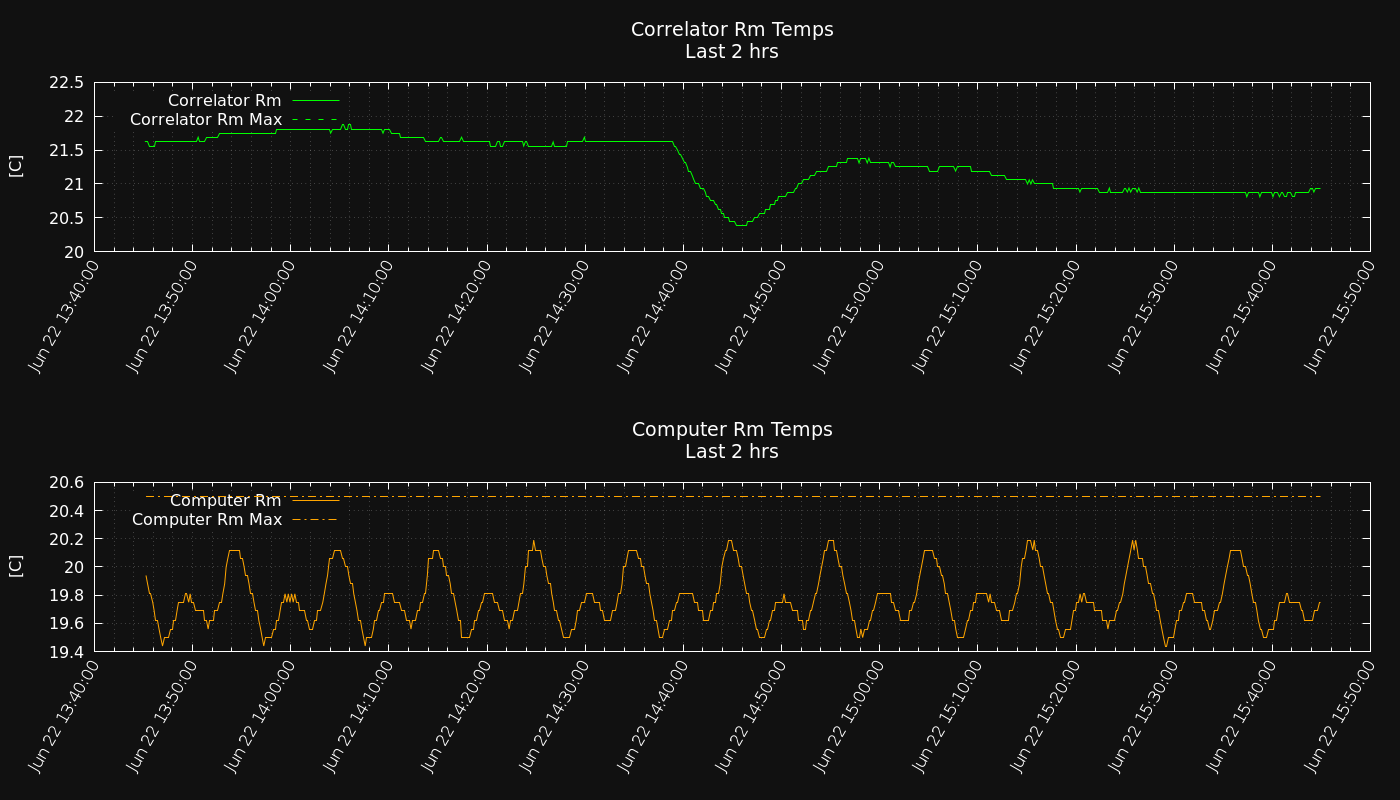 Correlator Rm Temps
Last 2 hrs
22.5
22
21.5
21
20.5
20
[C]
Correlator Rm
Correlator Rm Max
Jun 22 13:40:00
Jun 22 13:50:00
Jun 22 14:00:00
Jun 22 14:10:00
Jun 22 14:20:00
Jun 22 14:30:00
Jun 22 14:40:00
Jun 22 14:50:00
Jun 22 15:00:00
Jun 22 15:10:00
Jun 22 15:20:00
Jun 22 15:30:00
Jun 22 15:40:00
Jun 22 15:50:00
Computer Rm Temps
Last 2 hrs
20.6
20.4
20.2
20
19.8
19.6
19.4
[C]
Computer Rm
Computer Rm Max
Jun 22 13:40:00
Jun 22 13:50:00
Jun 22 14:00:00
Jun 22 14:10:00
Jun 22 14:20:00
Jun 22 14:30:00
Jun 22 14:40:00
Jun 22 14:50:00
Jun 22 15:00:00
Jun 22 15:10:00
Jun 22 15:20:00
Jun 22 15:30:00
Jun 22 15:40:00
Jun 22 15:50:00